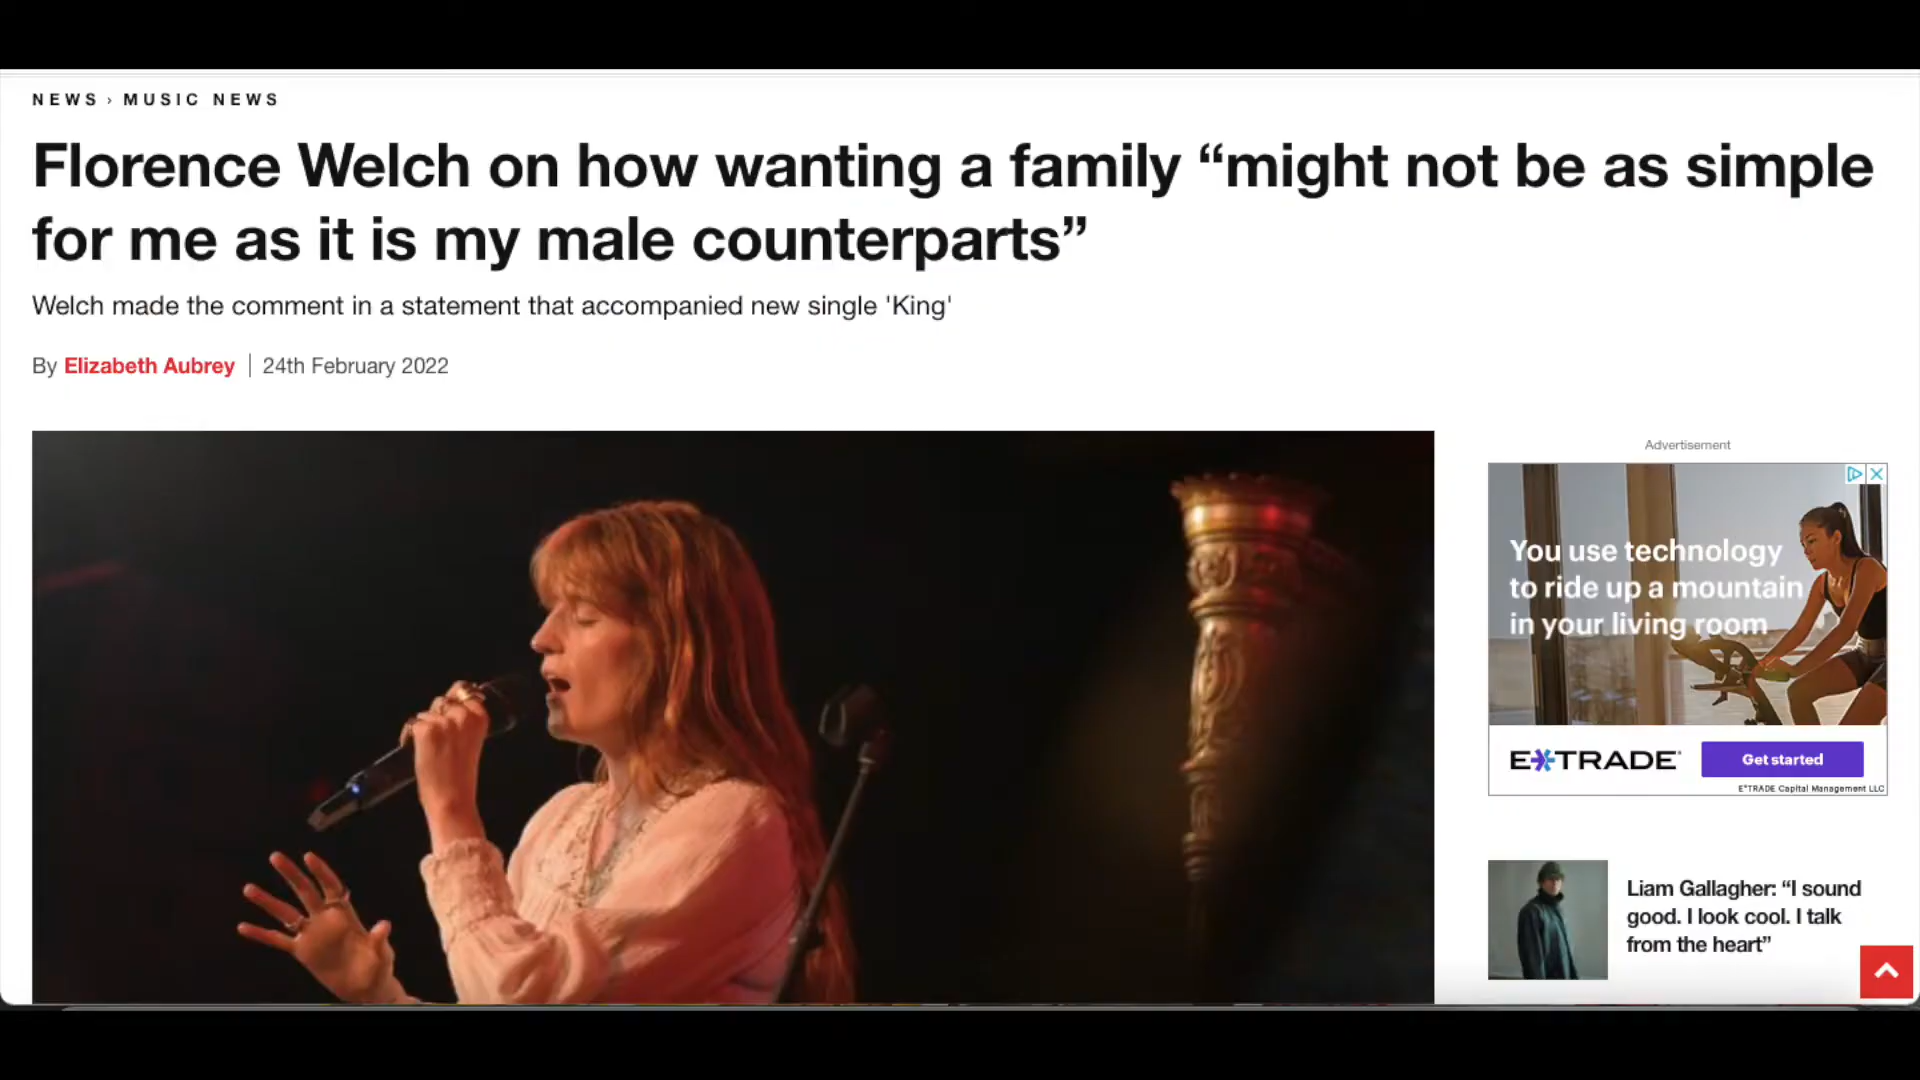 NEWS › MUSIC NEWS
Florence Welch on how wanting a family “might not be as simple
for me as it is my male counterparts”
Welch made the comment in a statement that accompanied new single 'King'
By Elizabeth Aubrey | 24th February 2022
Advertisement
You use technology
to ride up a mountain
in your living room
E*TRADE
Get started
E*TRADE Capital Management LLC
Liam Gallagher: “I sound
good. I look cool. I talk
from the heart”